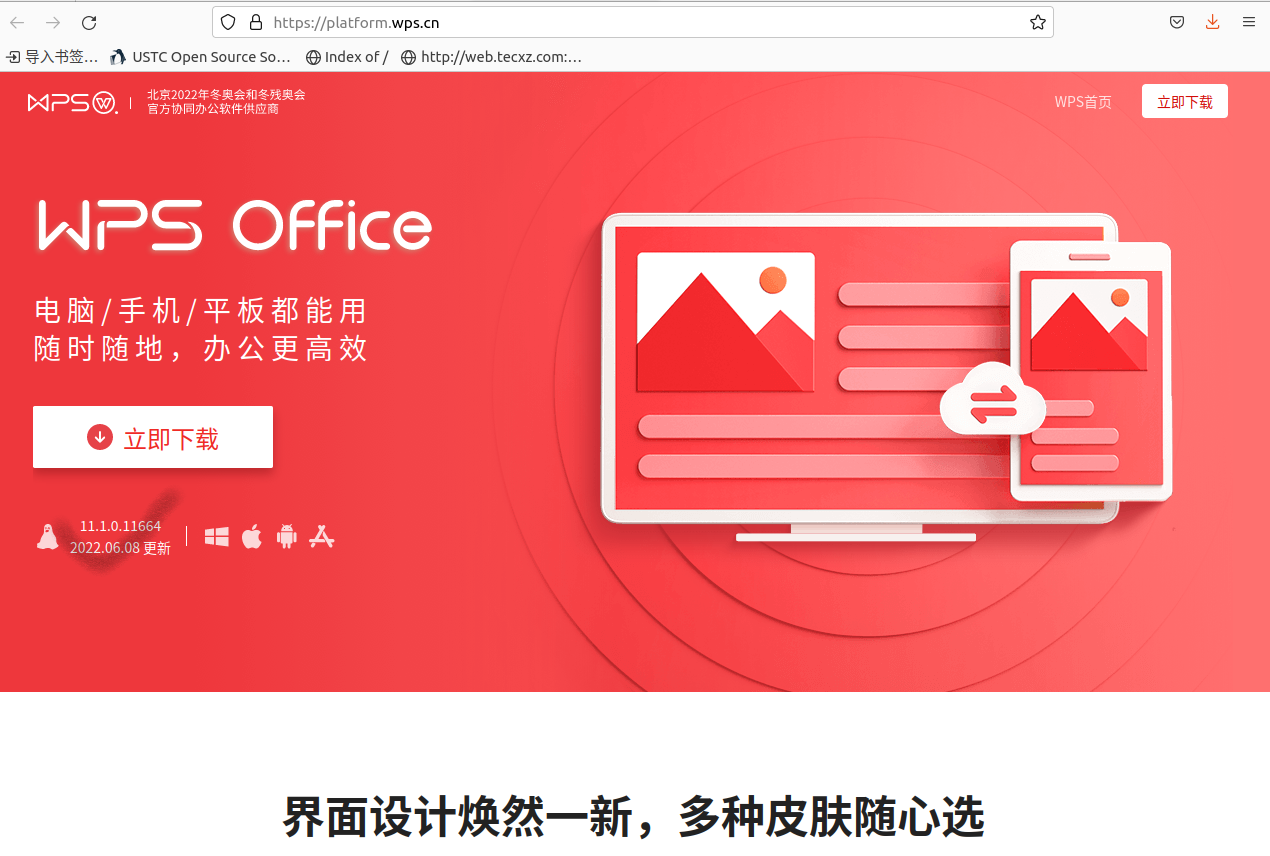 https://platform.wps.cn
导入书签… USTC Open Source So… Index of / http://web.tecxz.com:…
WPS
北京2022年冬奥会和冬残奥会
官方协同办公软件供应商
WPS首页
立即下载
WPS Office
电脑/手机/平板都能用
随时随地，办公更高效
立即下载
11.1.0.11664
2022.06.08 更新
界面设计焕然一新，多种皮肤随心选